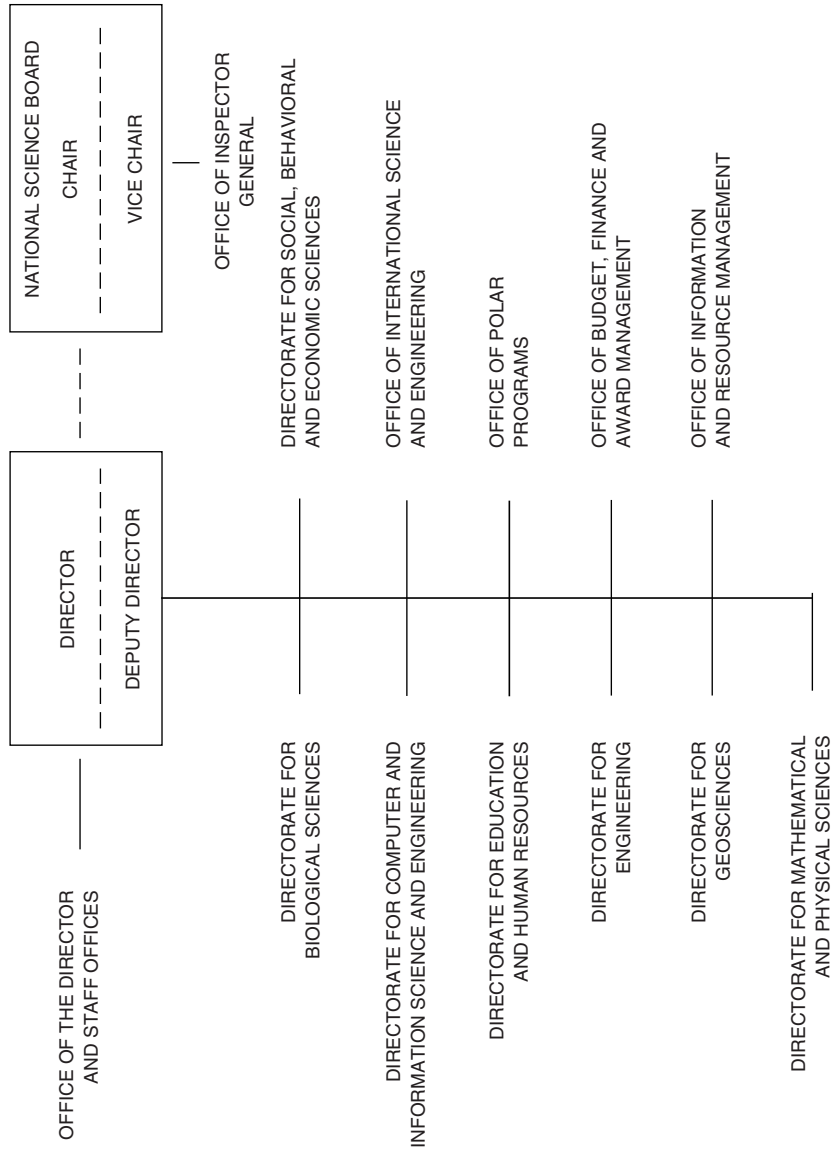 OFFICE OF THE DIRECTOR
AND STAFF OFFICES
DIRECTOR
DEPUTY DIRECTOR
NATIONAL SCIENCE BOARD
CHAIR
VICE CHAIR
OFFICE OF INSPECTOR
GENERAL
DIRECTORATE FOR
BIOLOGICAL SCIENCES
DIRECTORATE FOR SOCIAL, BEHAVIORAL
AND ECONOMIC SCIENCES
DIRECTORATE FOR COMPUTER AND
INFORMATION SCIENCE AND ENGINEERING
OFFICE OF INTERNATIONAL SCIENCE
AND ENGINEERING
DIRECTORATE FOR EDUCATION
AND HUMAN RESOURCES
OFFICE OF POLAR
PROGRAMS
DIRECTORATE FOR
ENGINEERING
OFFICE OF BUDGET, FINANCE AND
AWARD MANAGEMENT
DIRECTORATE FOR
GEOSCIENCES
OFFICE OF INFORMATION
AND RESOURCE MANAGEMENT
DIRECTORATE FOR MATHEMATICAL
AND PHYSICAL SCIENCES